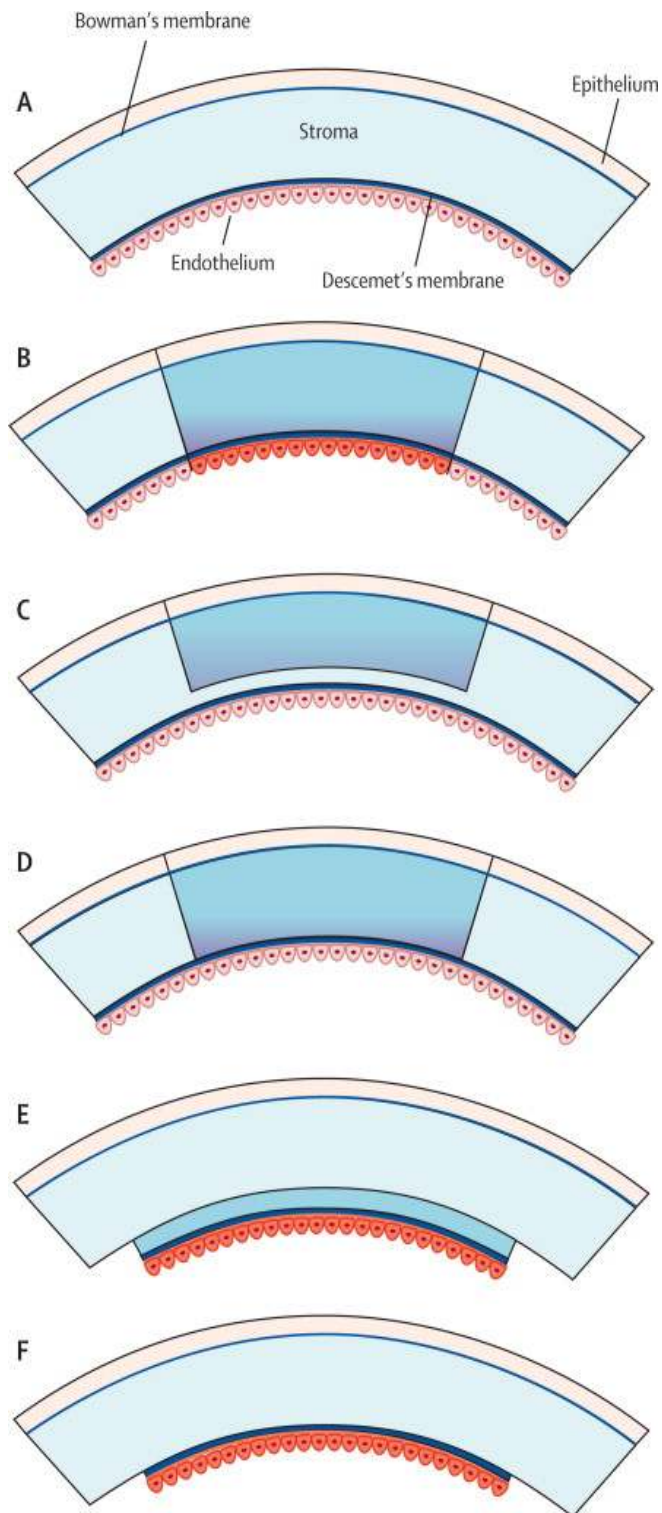 Bowman's membrane
Epithelium
A
Stroma
Endothelium
Descemet's membrane
B
C
D
E
F